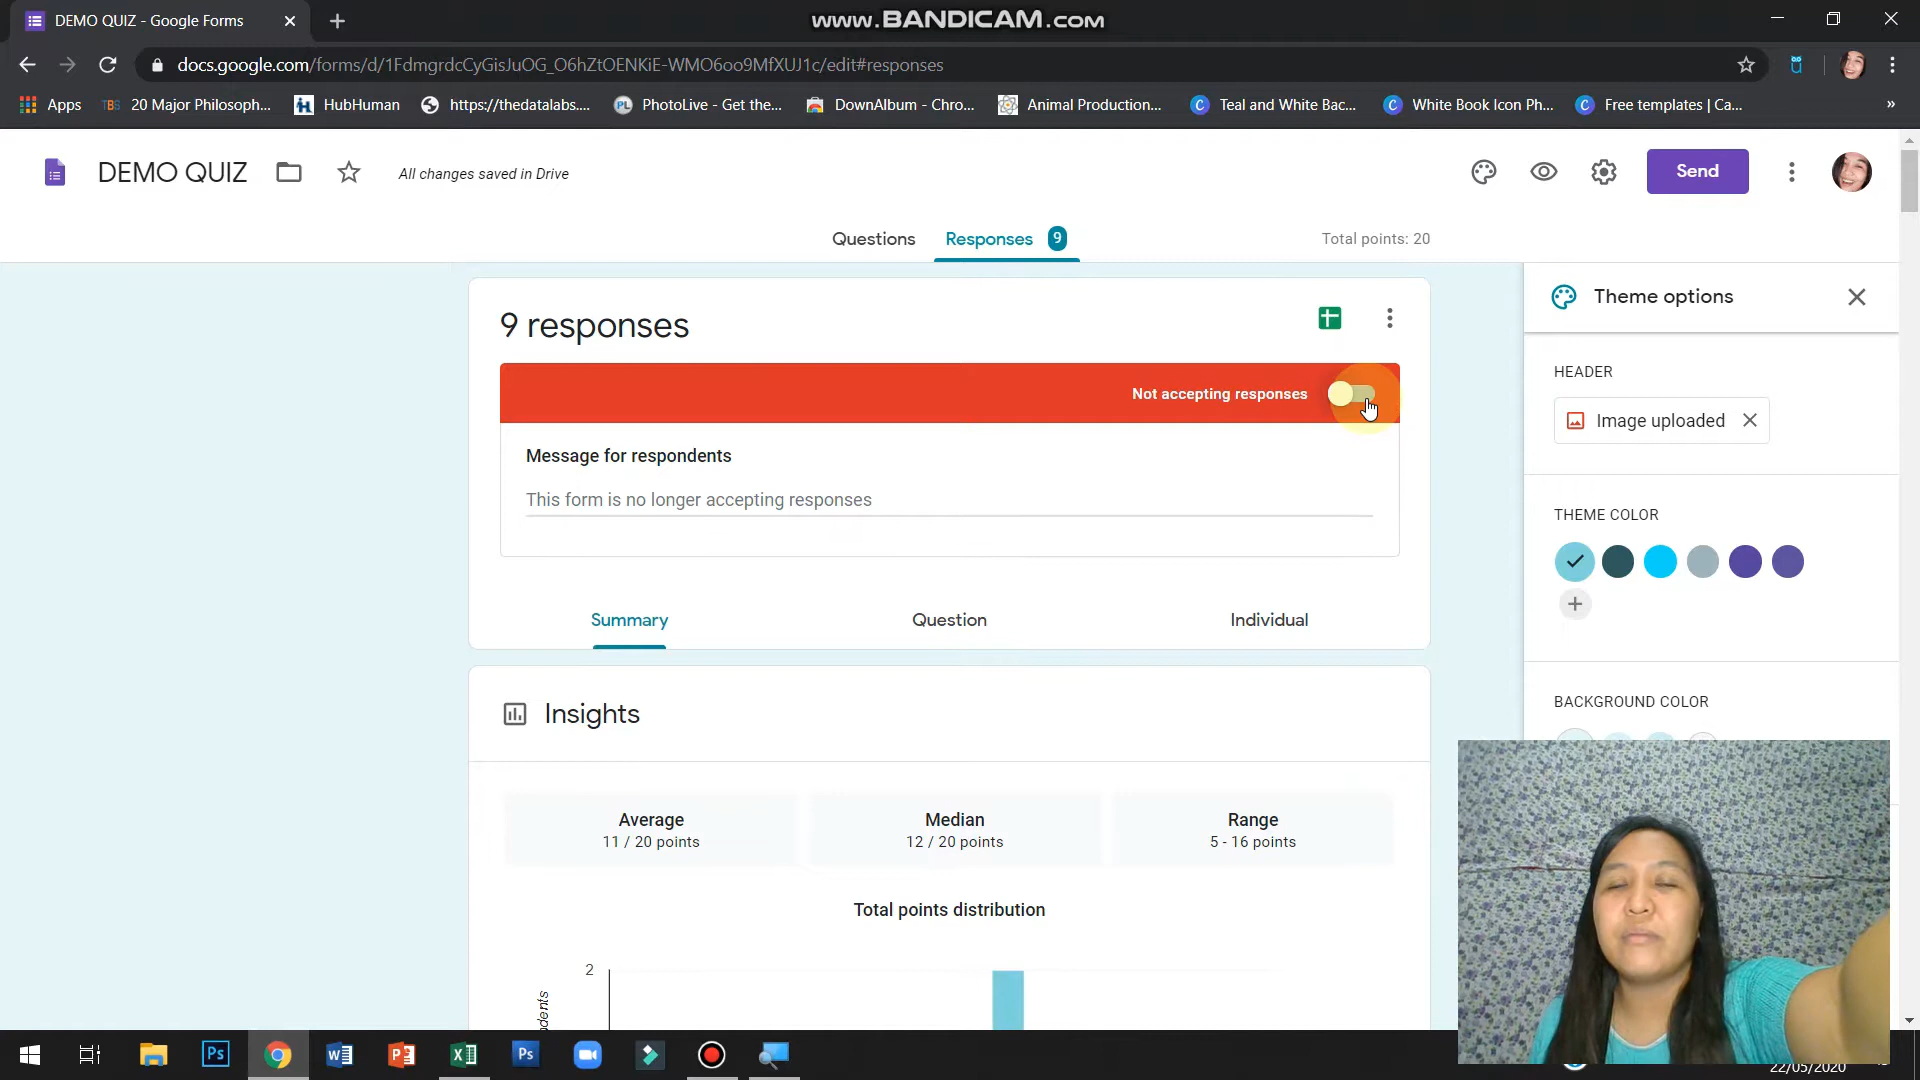 DEMO QUIZ - Google Forms
www.BANDICAM.com
docs.google.com/forms/d/1FdmgrdcCyGisJuOG_O6hZtOENKiE-WMO6oo9MfXUJ1c/edit#responses
Apps
20 Major Philosoph...
HubHuman
https://thedatalabs....
PhotoLive - Get the...
DownAlbum - Chro...
Animal Production...
Teal and White Bac...
White Book Icon Ph...
Free templates | Ca...
»
DEMO QUIZ
All changes saved in Drive
Send
Questions
Responses 9
Total points: 20
9 responses
Theme options
Not accepting responses
HEADER
Image uploaded
Message for respondents
This form is no longer accepting responses
THEME COLOR
Summary
Question
Individual
BACKGROUND COLOR
Insights
Average
11 / 20 points
Median
12 / 20 points
Range
5 - 16 points
Total points distribution
2
22/05/2020